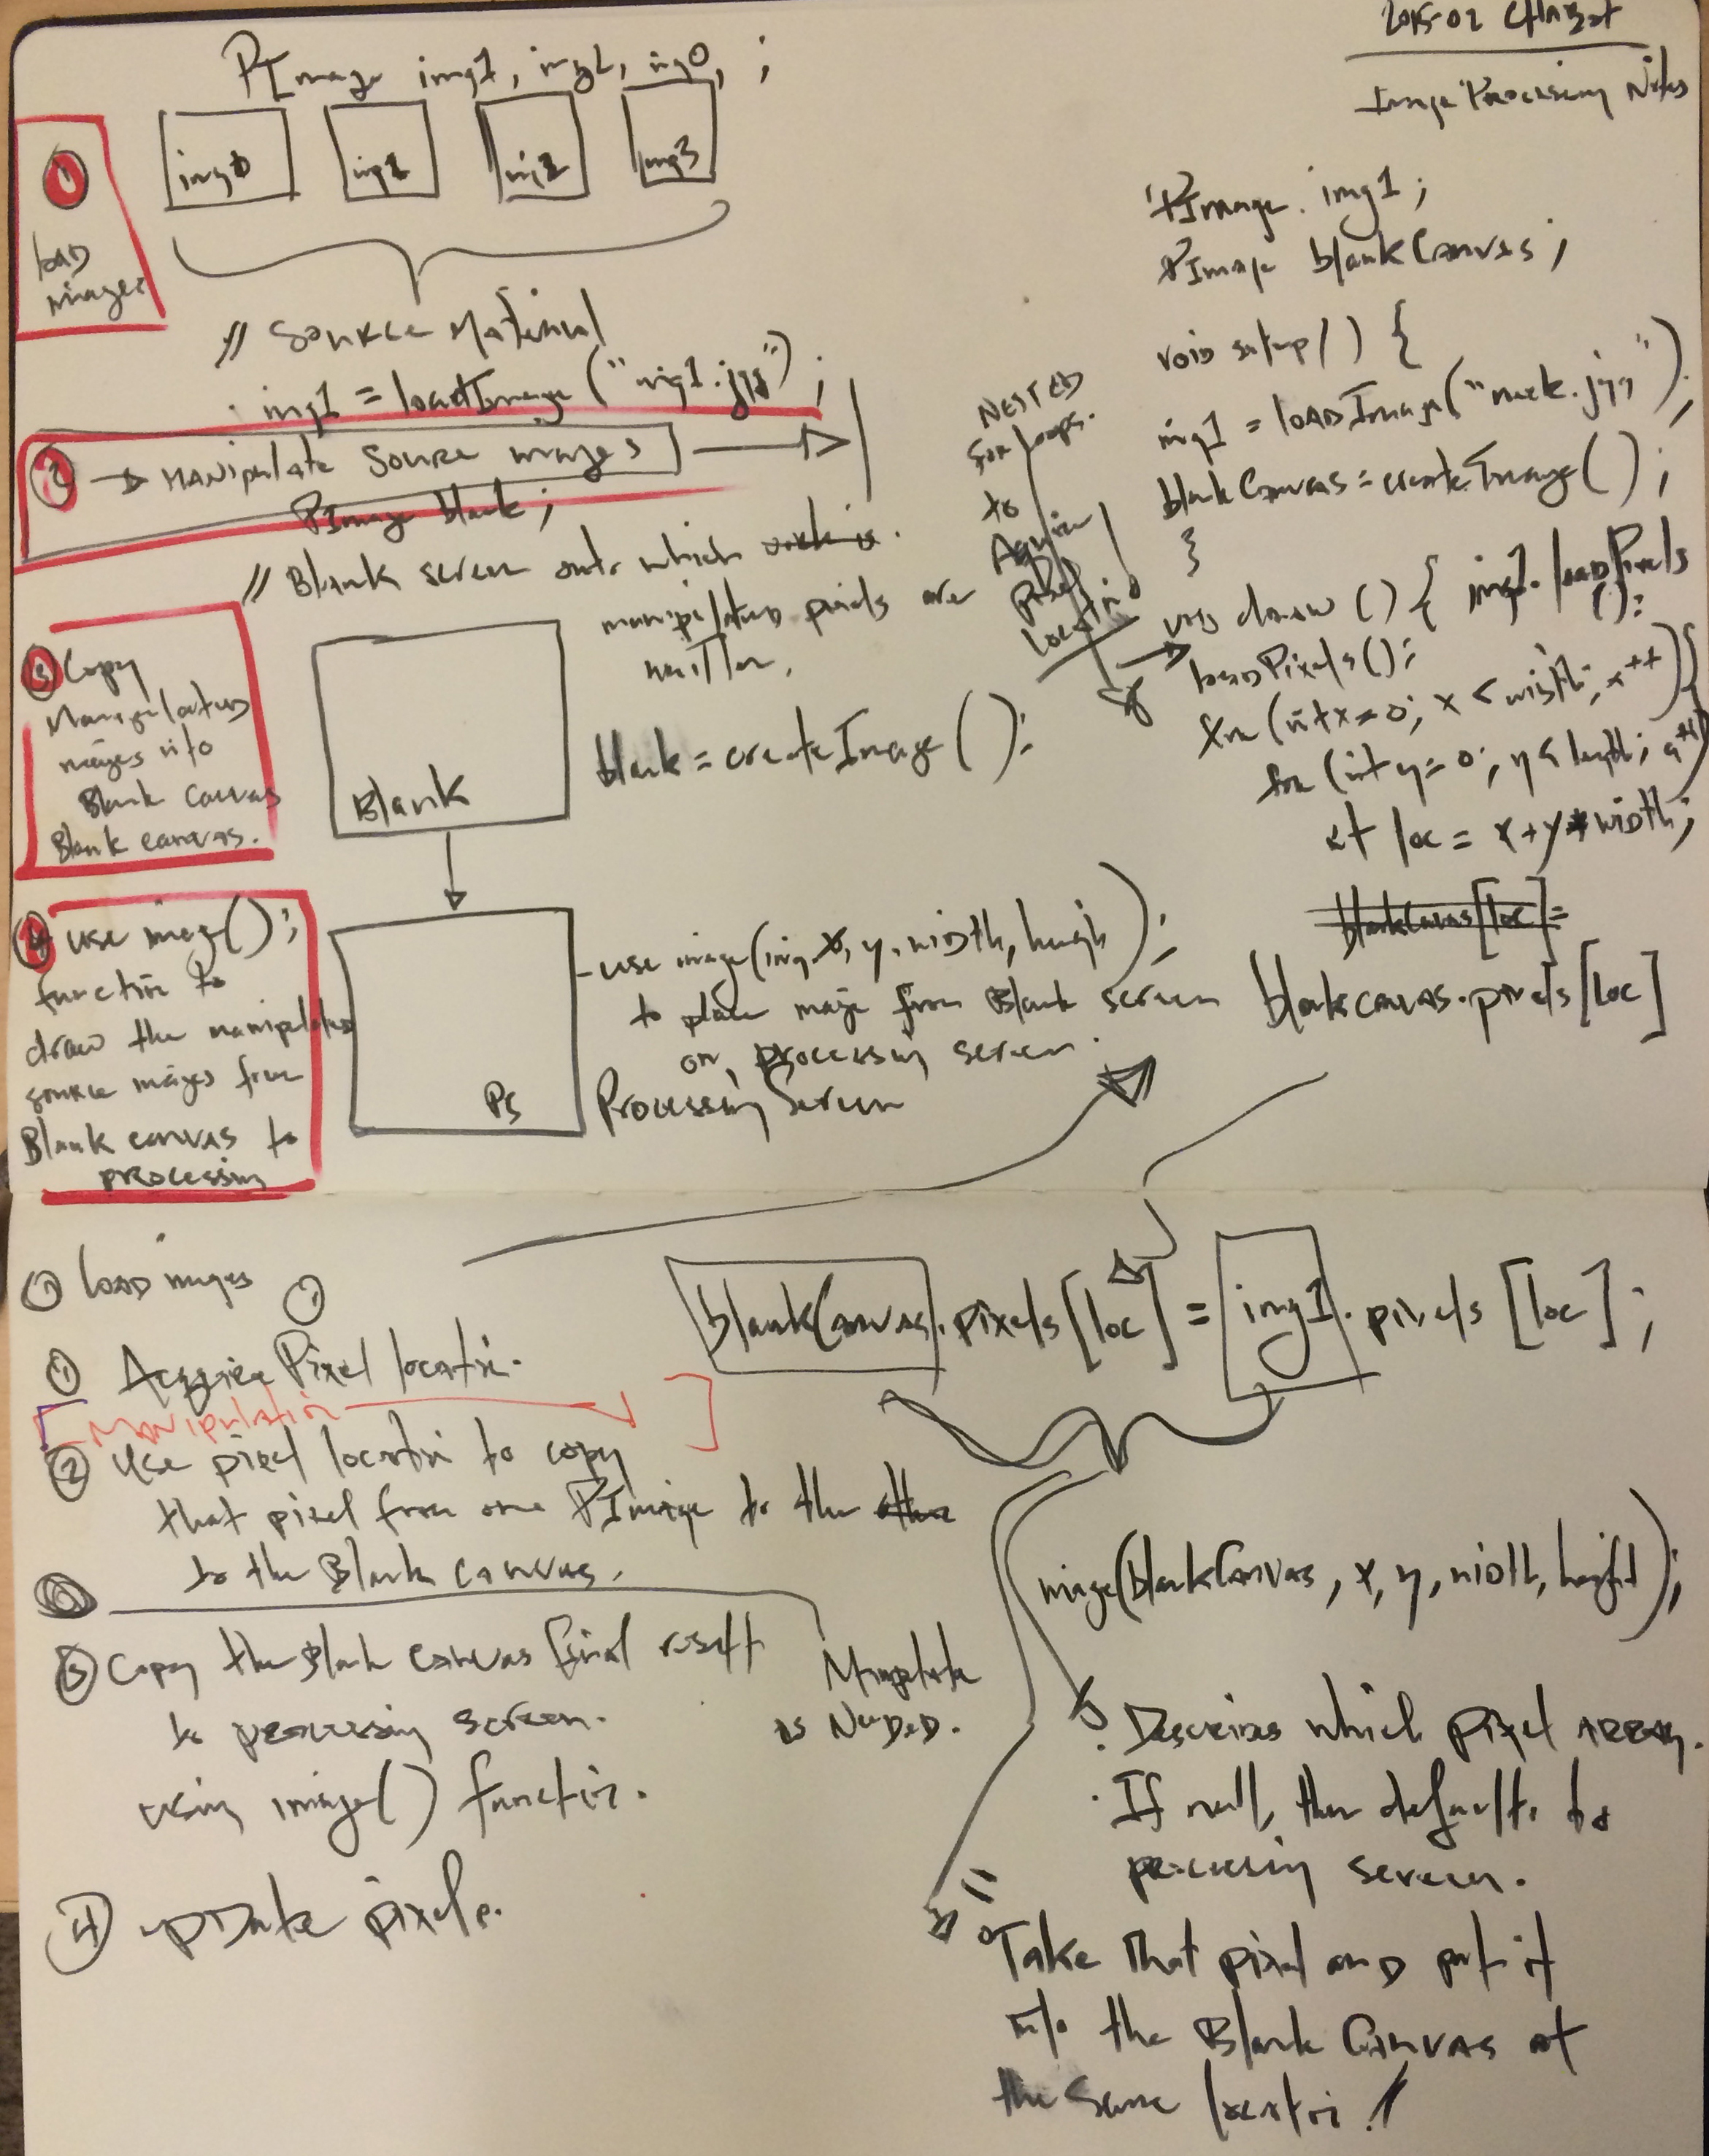 Image Processing Notes
PImage img1, img2, img0, ;
img0 img1 img2 img3
1
LOAD
images
// Source Material
img1 = loadImage("img1.jpg");
2 → MANipulate Source images
PImage blank;
// Blank screen onto which
manipulated pixels are
written.
3 Copy
Manipulated
images into
Blank Canvas
Blank canvas.
Blank
blank = createImage();
4 use image();
function to
draw the manipulated
source images from
Blank canvas to
processing
PS
-use image(img, x, y, width, heigh);
to place image from Blank screen
on processing screen.
Processing Screen
NESTED
for loops.
to
Aquire
Pixel
Location
PImage img1;
PImage blankCanvas;
void setup() {
img1 = LOADImage("    .jpg");
blankCanvas = createImage();
}
void draw() { img1.loadPixels
();
loadPixels();
for (int x = 0; x < width; x++){
for (int y = 0; y < length; y++)
int loc = x + y * width;
blankCanvas[loc] =
blankcanvas.pixels[loc]
1 LOAD images
1
1 Acqyire Pixel location.
[MANipulation]
2 Use pixel location to copy
that pixel from one PImage to the other
to the Blank canvas.
3 Copy the Blank canvas final result
to processing screen.
using image() function.
Manipulate
as Needed.
4 upDate pixels.
blankCanvas.pixels[loc] = img1.pixels[loc];
image(blankCanvas, x, y, width, height);
which pixel ARRAY.
If null, then defaults to
processing screen.
Take That pixel and put it
into the Blank Canvas at
the same location!